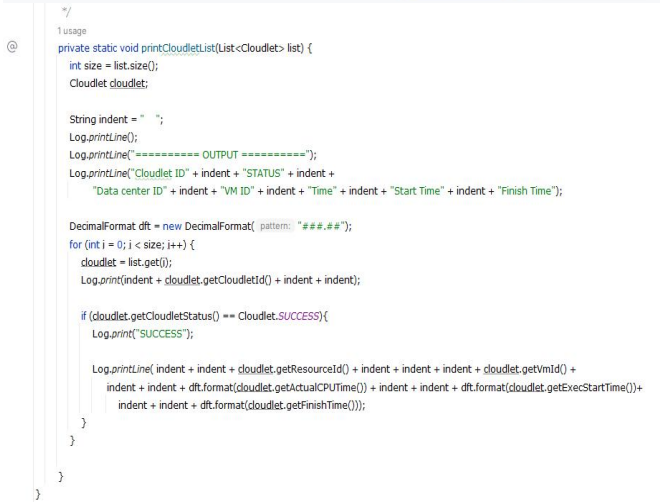 */
1 usage
@
private static void printCloudletList(List<Cloudlet> list) {
int size = list.size();
Cloudlet cloudlet;
String indent = "    ";
Log.printLine();
Log.printLine("========== OUTPUT ==========");
Log.printLine("Cloudlet ID" + indent + "STATUS" + indent +
"Data center ID" + indent + "VM ID" + indent + "Time" + indent + "Start Time" + indent + "Finish Time");
DecimalFormat dft = new DecimalFormat( pattern: "###.##");
for (int i = 0; i < size; i++) {
cloudlet = list.get(i);
Log.print(indent + cloudlet.getCloudletId() + indent + indent);
if (cloudlet.getCloudletStatus() == Cloudlet.SUCCESS){
Log.print("SUCCESS");
Log.printLine( indent + indent + cloudlet.getResourceId() + indent + indent + indent + cloudlet.getVmId() +
indent + indent + dft.format(cloudlet.getActualCPUTime()) + indent + indent + dft.format(cloudlet.getExecStartTime())+
indent + indent + dft.format(cloudlet.getFinishTime()));
}
}
}
}